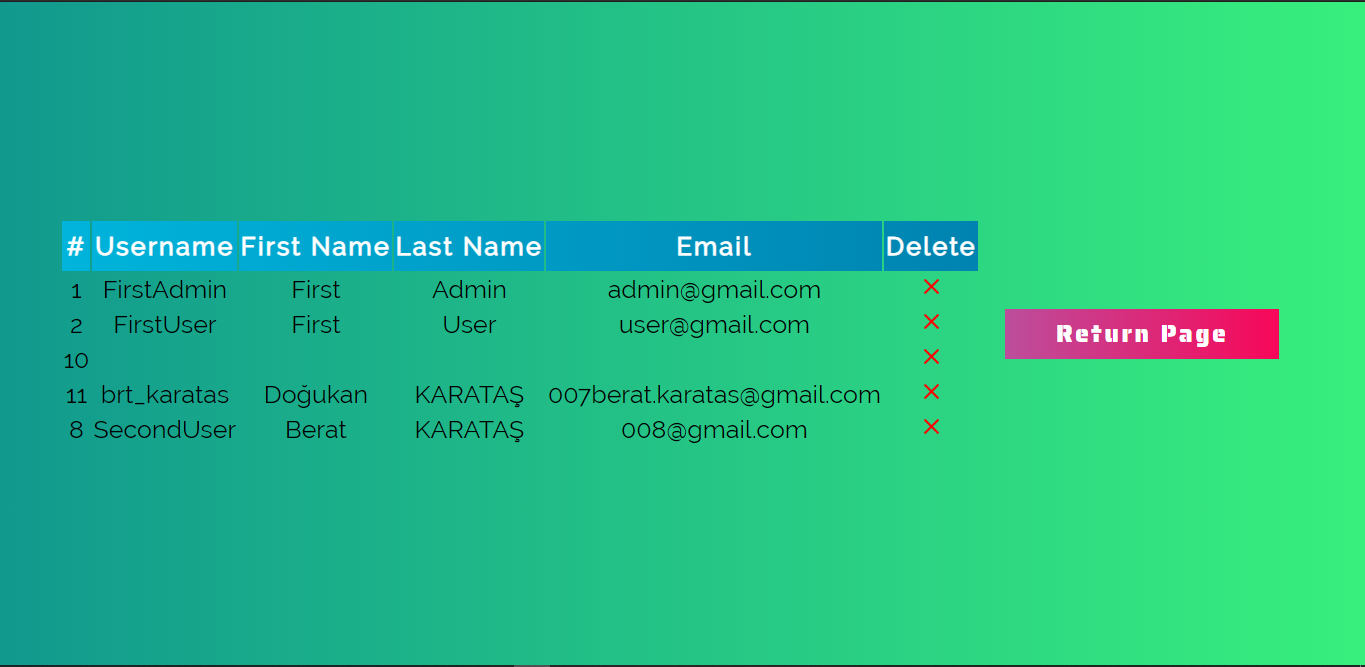 # Username First Name Last Name Email Delete
1 FirstAdmin First Admin admin@gmail.com ×
2 FirstUser First User user@gmail.com ×
Return Page
10 ×
11 brt_karatas Doğukan KARATAŞ 007berat.karatas@gmail.com ×
8 SecondUser Berat KARATAŞ 008@gmail.com ×